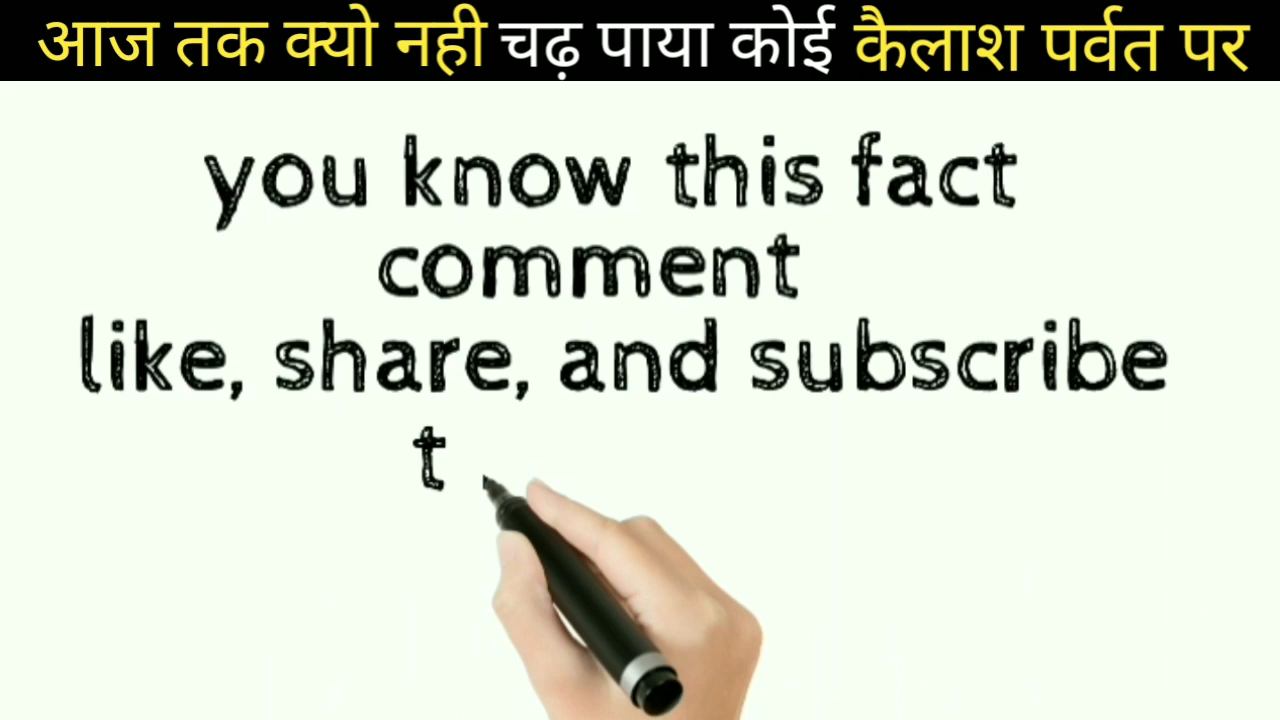 आज तक क्यो नही चढ़ पाया कोई कैलाश पर्वत पर
you know this fact
comment
like, share, and subscribe
t